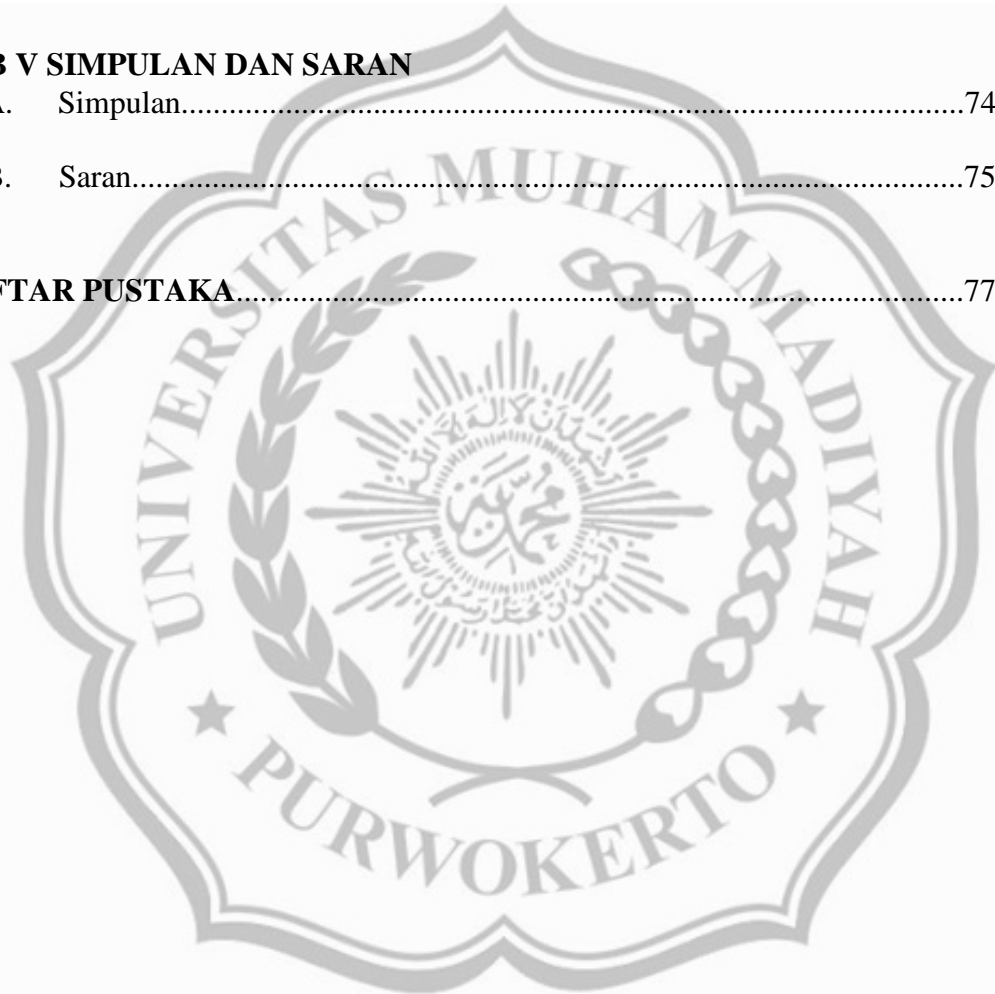 B V SIMPULAN DAN SARAN
A. Simpulan....................................................................................................74
B. Saran..........................................................................................................75
FTAR PUSTAKA............................................................................................77
UNIVERSITAS MUHAMMADIYAH
PURWOKERTO